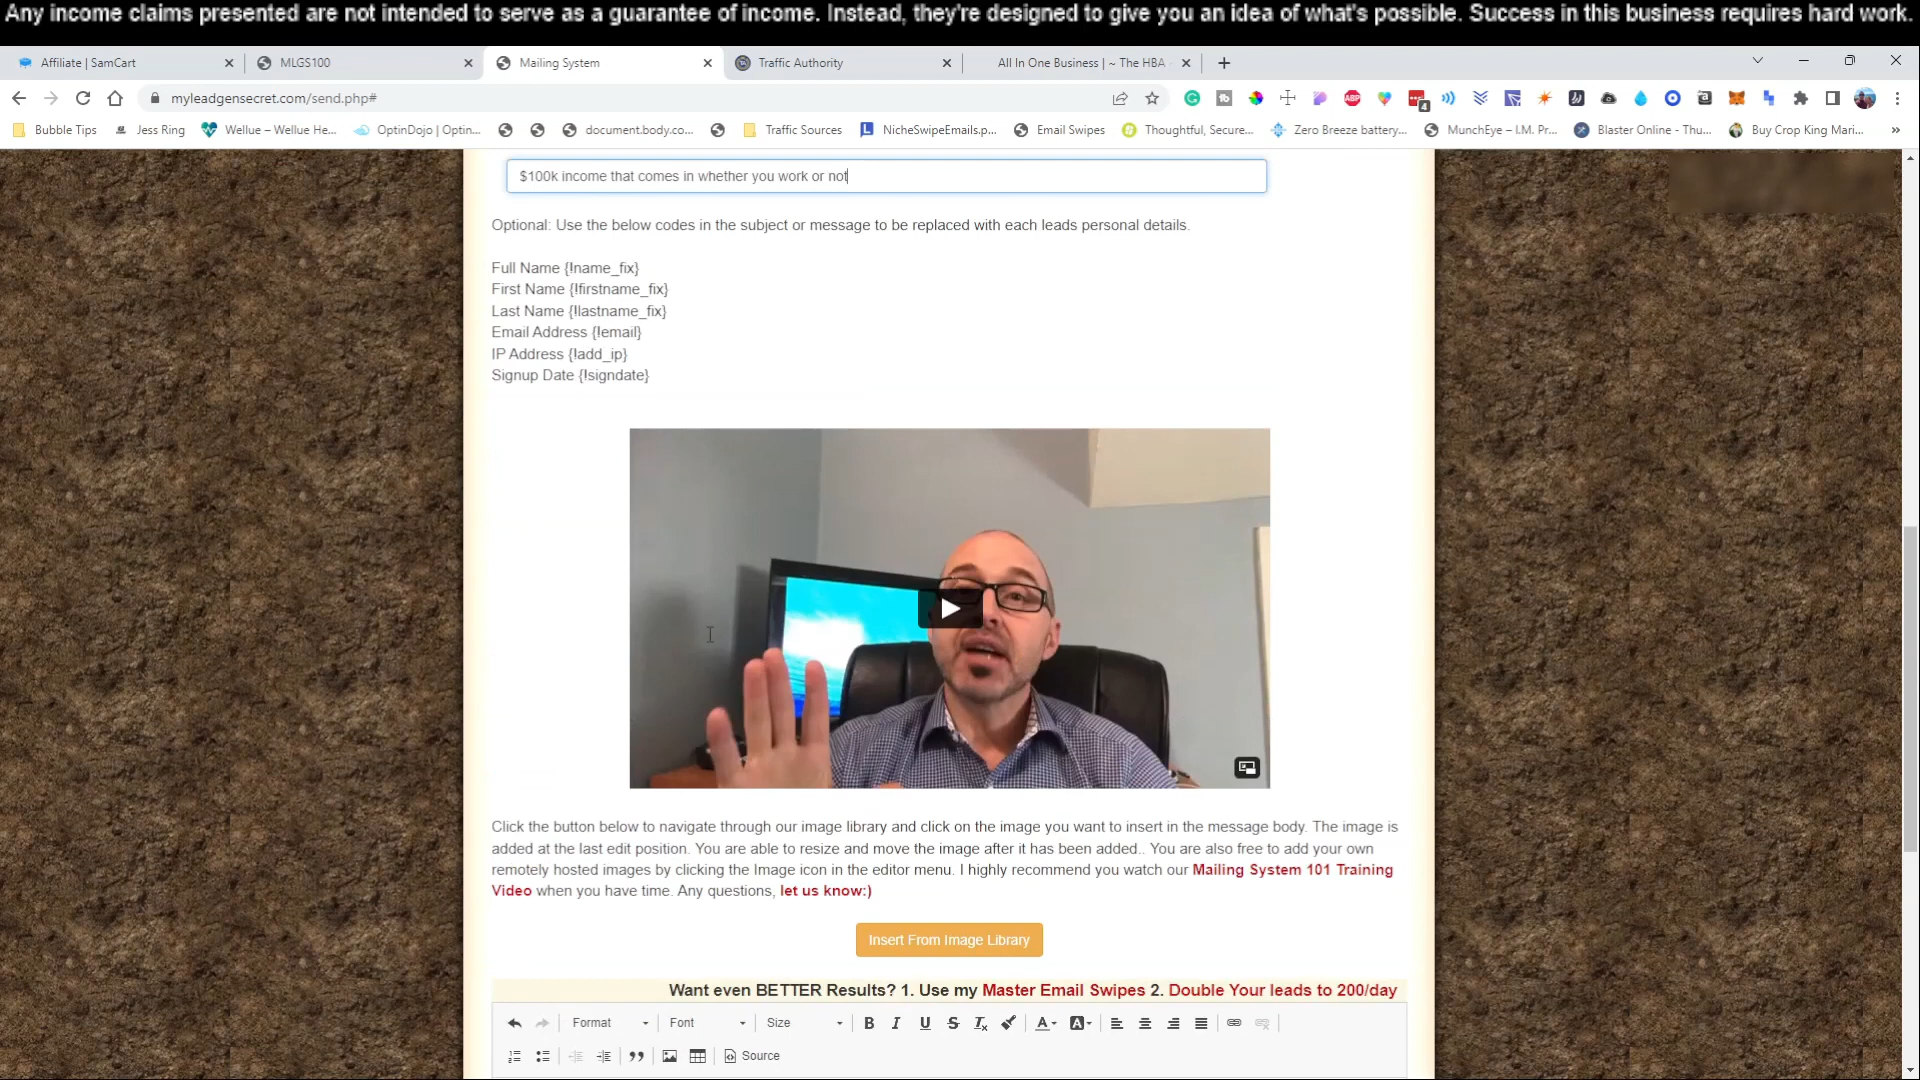 Any income claims presented are not intended to serve as a guarantee of income. Instead, they're designed to give you an idea of what's possible. Success in this business requires hard work.
Affiliate | SamCart
MLGS100
Mailing System
Traffic Authority
All In One Business | ~ The HBA
myleadgensecret.com/send.php#
ABP
4
Bubble Tips
Jess Ring
Wellue – Wellue He...
OptinDojo | Optin...
document.body.co...
Traffic Sources
NicheSwipeEmails.p...
Email Swipes
Thoughtful, Secure...
Zero Breeze battery...
MunchEye – I.M. Pr...
Blaster Online - Thu...
Buy Crop King Mari...
»
$100k income that comes in whether you work or not
Optional: Use the below codes in the subject or message to be replaced with each leads personal details.
Full Name {!name_fix}
First Name {!firstname_fix}
Last Name {!lastname_fix}
Email Address {!email}
IP Address {!add_ip}
Signup Date {!signdate}
Click the button below to navigate through our image library and click on the image you want to insert in the message body. The image is
added at the last edit position. You are able to resize and move the image after it has been added.. You are also free to add your own
remotely hosted images by clicking the Image icon in the editor menu. I highly recommend you watch our Mailing System 101 Training
Video when you have time. Any questions, let us know:)
Insert From Image Library
Want even BETTER Results? 1. Use my Master Email Swipes 2. Double Your leads to 200/day
Format Font Size B I U S Tx A A
Source